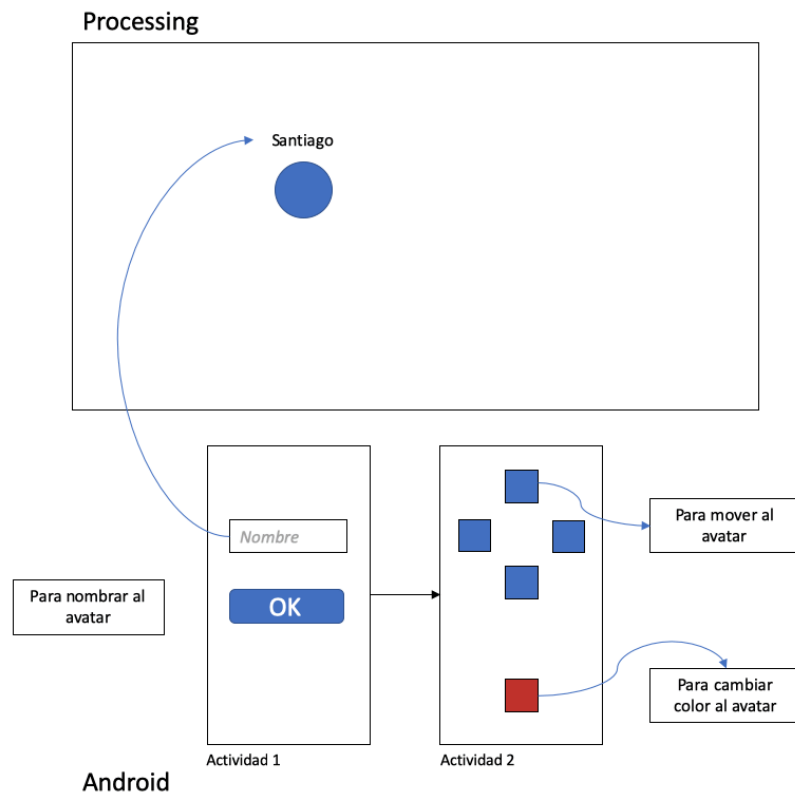 Processing
Santiago
Nombre
OK
Para nombrar al
avatar
Para mover al
avatar
Para cambiar
color al avatar
Actividad 1
Actividad 2
Android